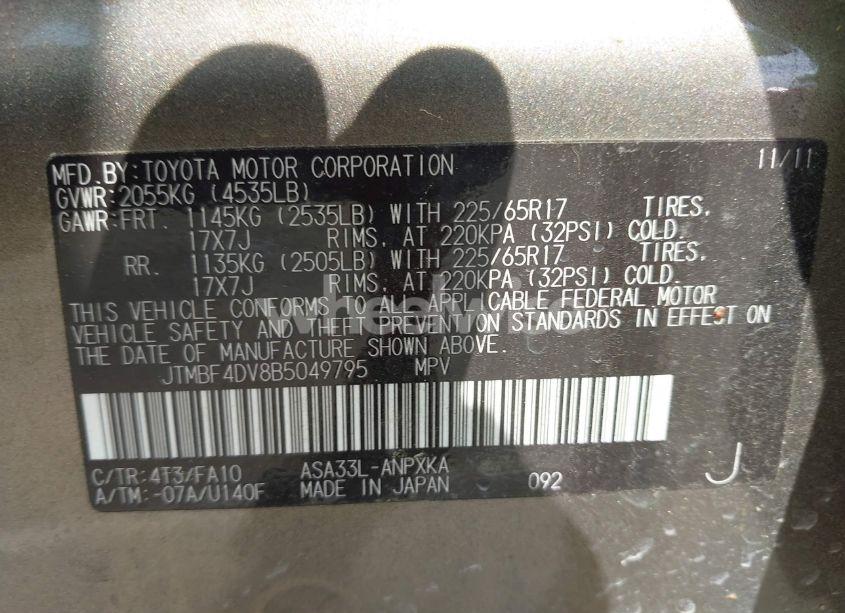 MFD.BY:TOYOTA MOTOR CORPORATION 11/11
GVWR:2055KG (4535LB)
GAWR:FRT. 1145KG (2535LB) WITH 225/65R17 TIRES,
17X7J RIMS, AT 220KPA (32PSI) COLD.
RR. 1135KG (2505LB) WITH 225/65R17 TIRES,
17X7J RIMS, AT 220KPA (32PSI) COLD.
THIS VEHICLE CONFORMS TO ALL APPLICABLE FEDERAL MOTOR
VEHICLE SAFETY AND THEFT PREVENTION STANDARDS IN EFFECT ON
THE DATE OF MANUFACTURE SHOWN ABOVE.
JTMBF4DV8B5049795 MPV
C/TR:4T3/FA10 ASA33L-ANPXKA
A/TM:-07A/U140F MADE IN JAPAN 092 J